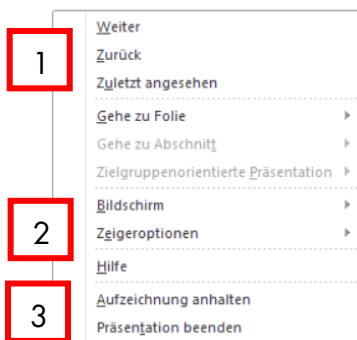 Weiter
1 Zurück
Zuletzt angesehen
Gehe zu Folie
Gehe zu Abschnitt
Zielgruppenorientierte Präsentation
Bildschirm
2 Zeigeroptionen
Hilfe
Aufzeichnung anhalten
3 Präsentation beenden